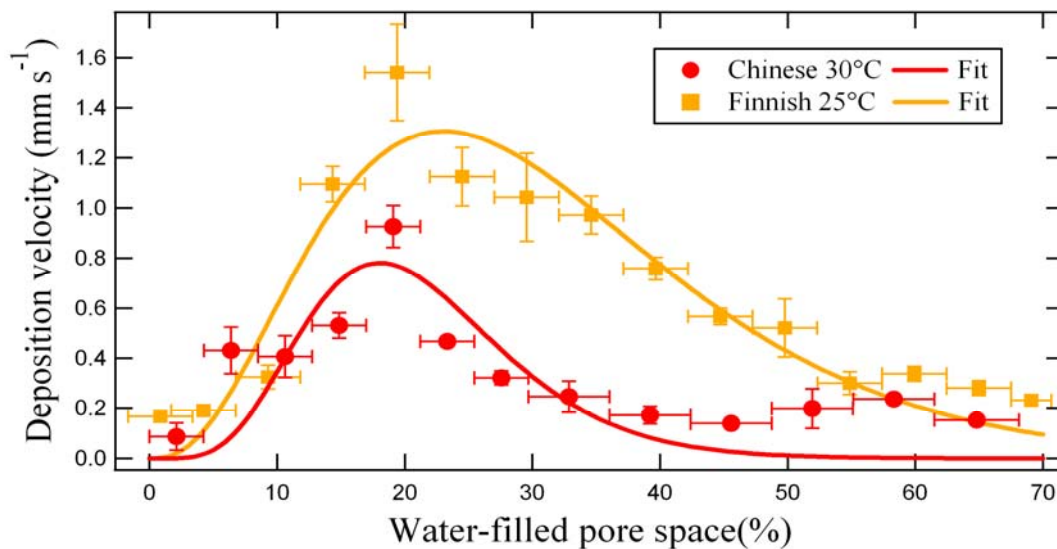 Deposition velocity (mm s⁻¹)
1.6
1.4
1.2
1.0
0.8
0.6
0.4
0.2
0.0
Chinese 30°C Fit
Finnish 25°C Fit
0 10 20 30 40 50 60 70
Water-filled pore space(%)